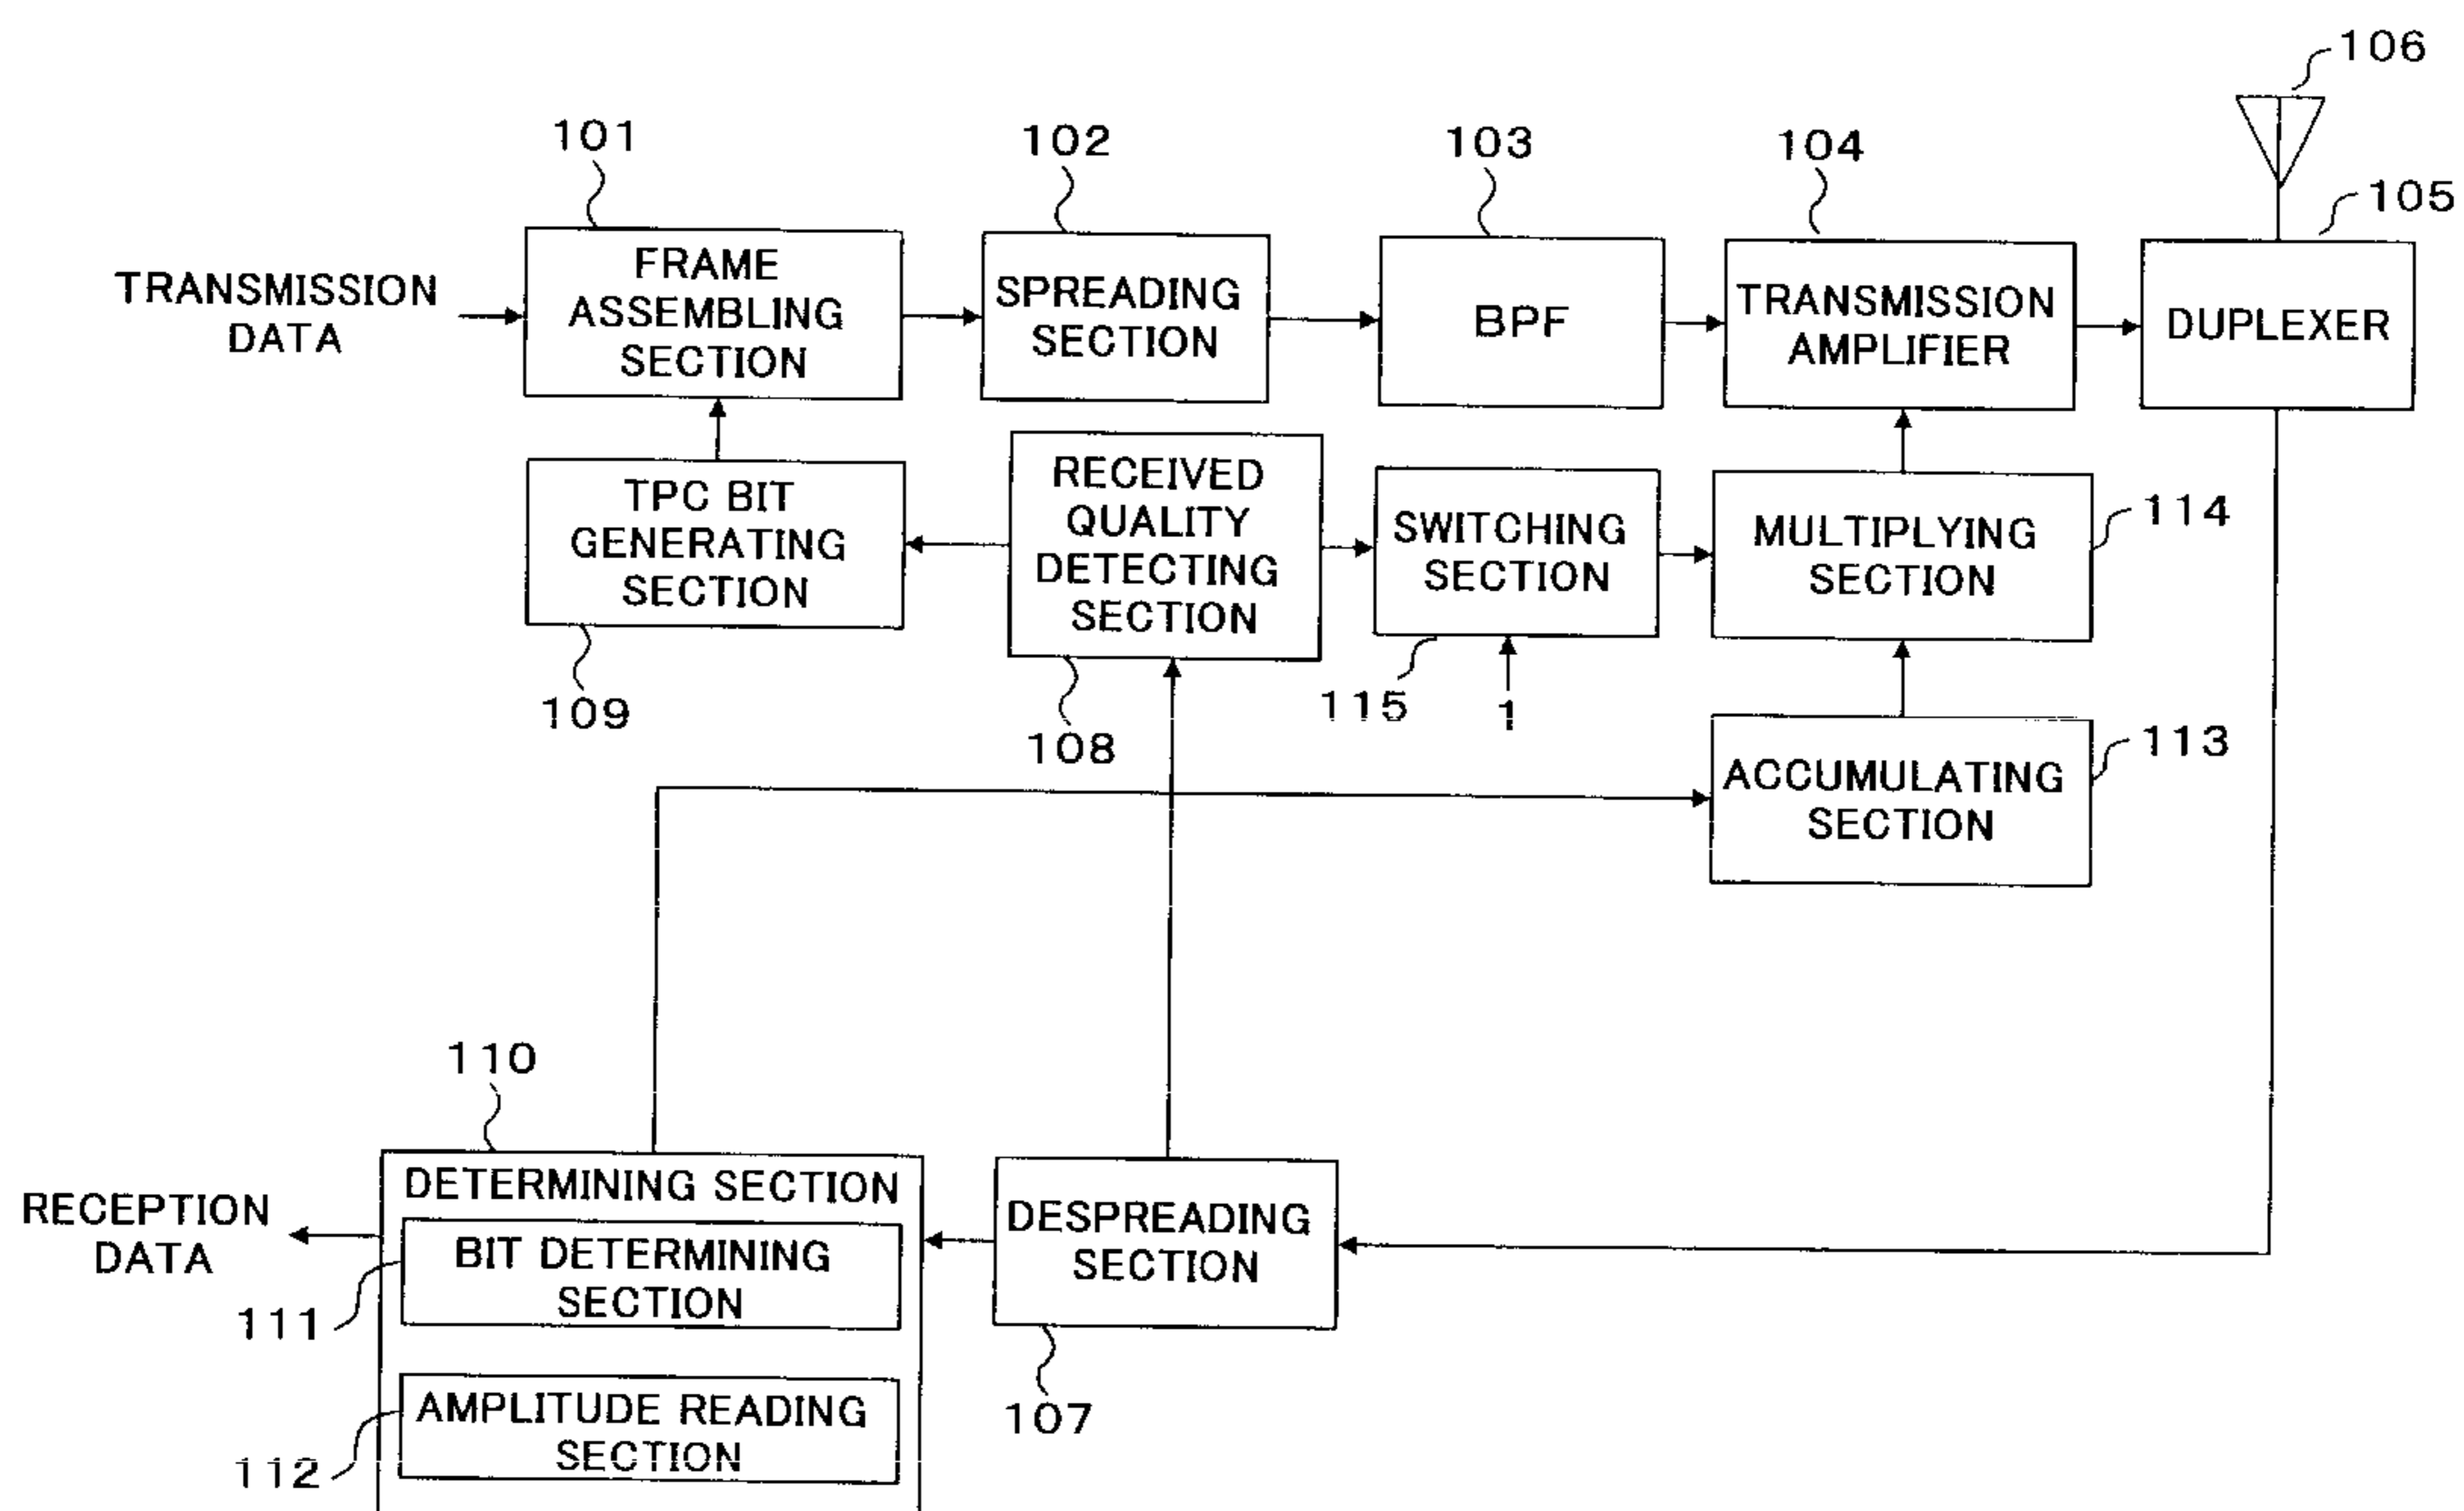 106
101
102
103
104
105
TRANSMISSION
DATA
FRAME
ASSEMBLING
SECTION
SPREADING
SECTION
BPF
TRANSMISSION
AMPLIFIER
DUPLEXER
TPC BIT
GENERATING
SECTION
RECEIVED
QUALITY
DETECTING
SECTION
SWITCHING
SECTION
MULTIPLYING
SECTION
114
109
108
115
1
113
ACCUMULATING
SECTION
110
RECEPTION
DATA
DETERMINING SECTION
BIT DETERMINING
SECTION
111
AMPLITUDE READING
SECTION
112
DESPREADING
SECTION
107